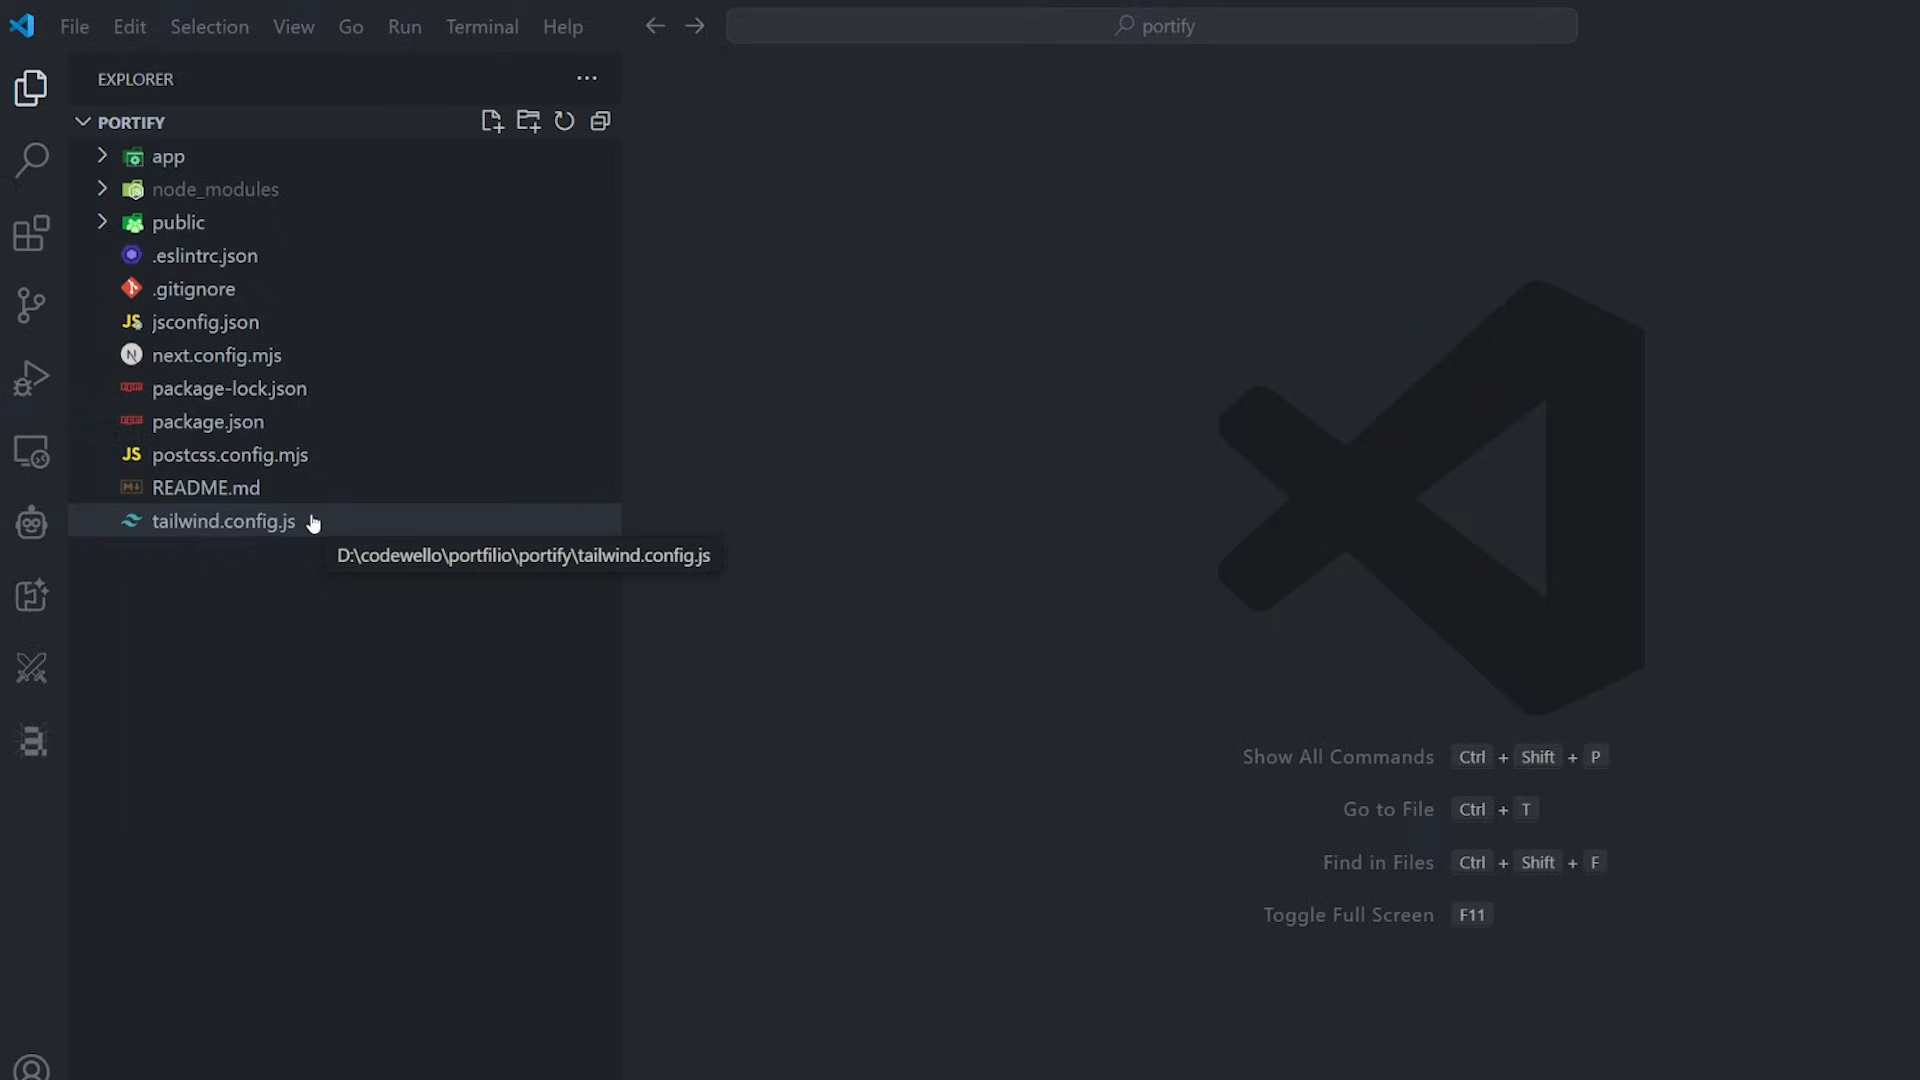 File Edit Selection View Go Run Terminal Help
portify
EXPLORER
PORTIFY
app
node_modules
public
.eslintrc.json
.gitignore
JS jsconfig.json
N next.config.mjs
package-lock.json
package.json
JS postcss.config.mjs
README.md
tailwind.config.js
D:\codewello\portfilio\portify\tailwind.config.js
Show All Commands Ctrl + Shift + P
Go to File Ctrl + T
Find in Files Ctrl + Shift + F
Toggle Full Screen F11